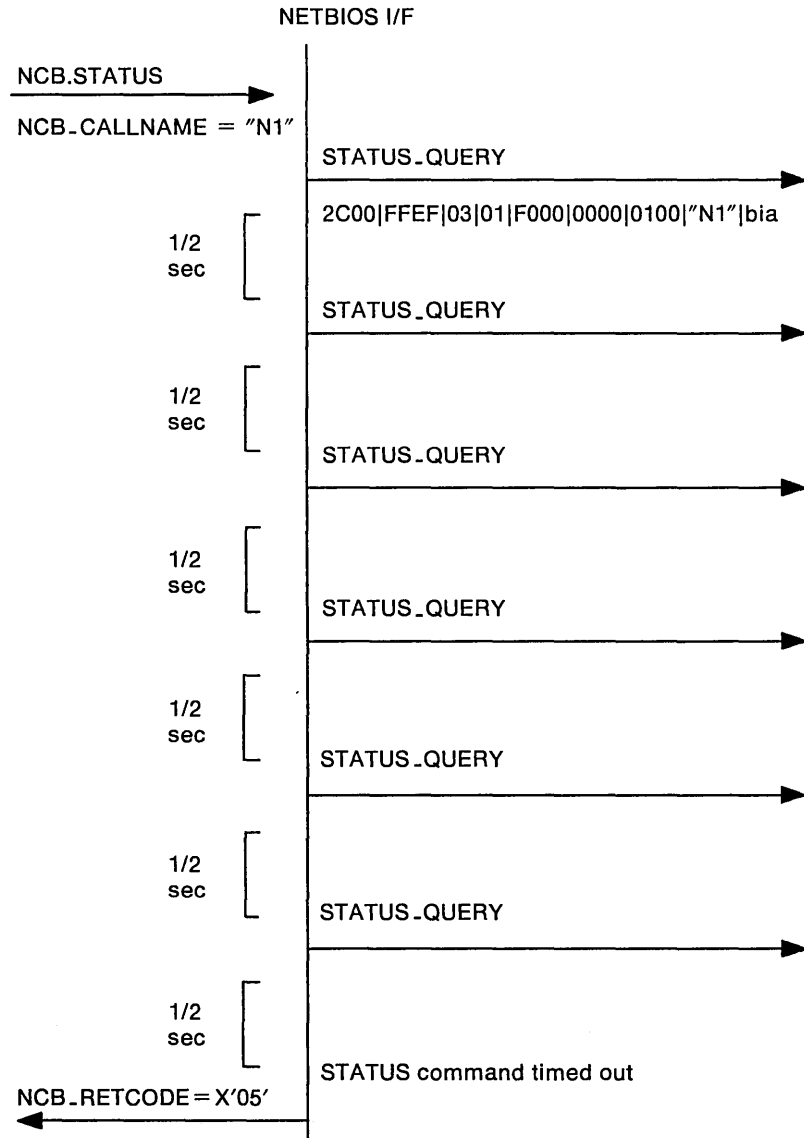 NETBIOS I/F
NCB.STATUS
NCB_CALLNAME = "N1"
STATUS_QUERY
2C00|FFEF|03|01|F000|0000|0100|"N1"|bia
1/2
sec
STATUS_QUERY
1/2
sec
STATUS_QUERY
1/2
sec
STATUS_QUERY
1/2
sec
STATUS_QUERY
1/2
sec
STATUS_QUERY
1/2
sec
STATUS command timed out
NCB_RETCODE=X'05'